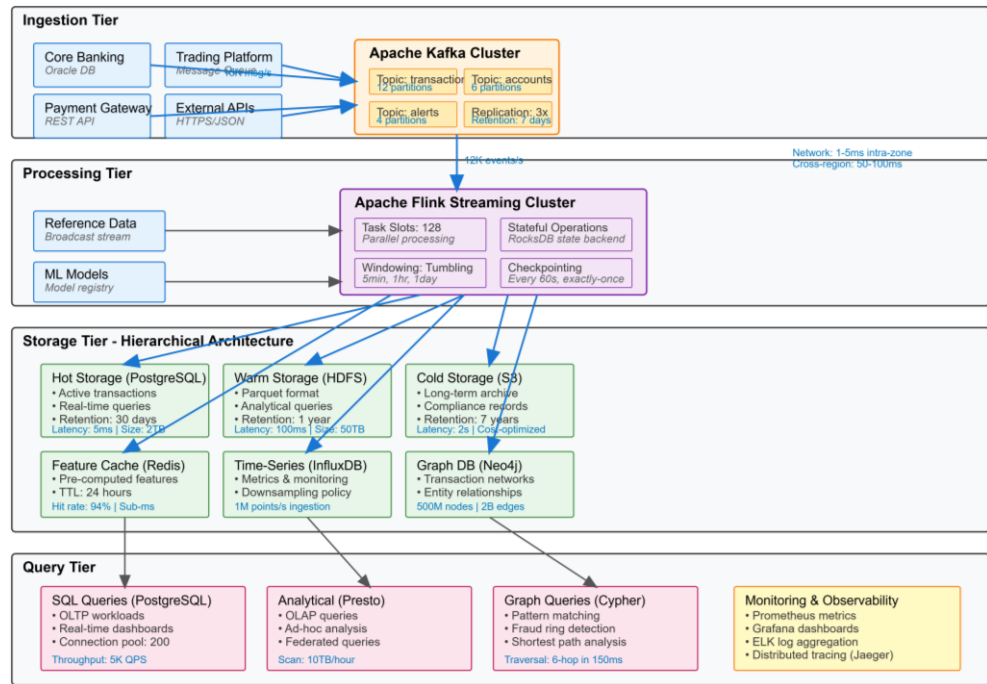 Ingestion Tier
Core Banking
Oracle DB
Trading Platform
Message Queue
msg/s
Payment Gateway
REST API
External APIs
HTTPS/JSON
Apache Kafka Cluster
Topic: transaction
12 partitions
Topic: accounts
6 partitions
Topic: alerts
4 partitions
Replication: 3x
Retention: 7 days
12K events/s
Network: 1-5ms intra-zone
Cross-region: 50-100ms
Processing Tier
Reference Data
Broadcast stream
ML Models
Model registry
Apache Flink Streaming Cluster
Task Slots: 128
Parallel processing
Stateful Operations
RocksDB state backend
Windowing: Tumbling
5min, 1hr, 1day
Checkpointing
Every 60s, exactly-once
Storage Tier - Hierarchical Architecture
Hot Storage (PostgreSQL)
• Active transactions
• Real-time queries
• Retention: 30 days
Latency: 5ms | Size: 2TB
Warm Storage (HDFS)
• Parquet format
• Analytical queries
• Retention: 1 year
Latency: 100ms | Size: 50TB
Cold Storage (S3)
• Long-term archive
• Compliance records
• Retention: 7 years
Latency: 2s | Cost-optimized
Feature Cache (Redis)
• Pre-computed features
• TTL: 24 hours
Hit rate: 94% | Sub-ms
Time-Series (InfluxDB)
• Metrics & monitoring
• Downsampling policy
1M points/s ingestion
Graph DB (Neo4j)
• Transaction networks
• Entity relationships
500M nodes | 2B edges
Query Tier
SQL Queries (PostgreSQL)
• OLTP workloads
• Real-time dashboards
• Connection pool: 200
Throughput: 5K QPS
Analytical (Presto)
• OLAP queries
• Ad-hoc analysis
• Federated queries
Scan: 10TB/hour
Graph Queries (Cypher)
• Pattern matching
• Fraud ring detection
• Shortest path analysis
Traversal: 6-hop in 150ms
Monitoring & Observability
• Prometheus metrics
• Grafana dashboards
• ELK log aggregation
• Distributed tracing (Jaeger)